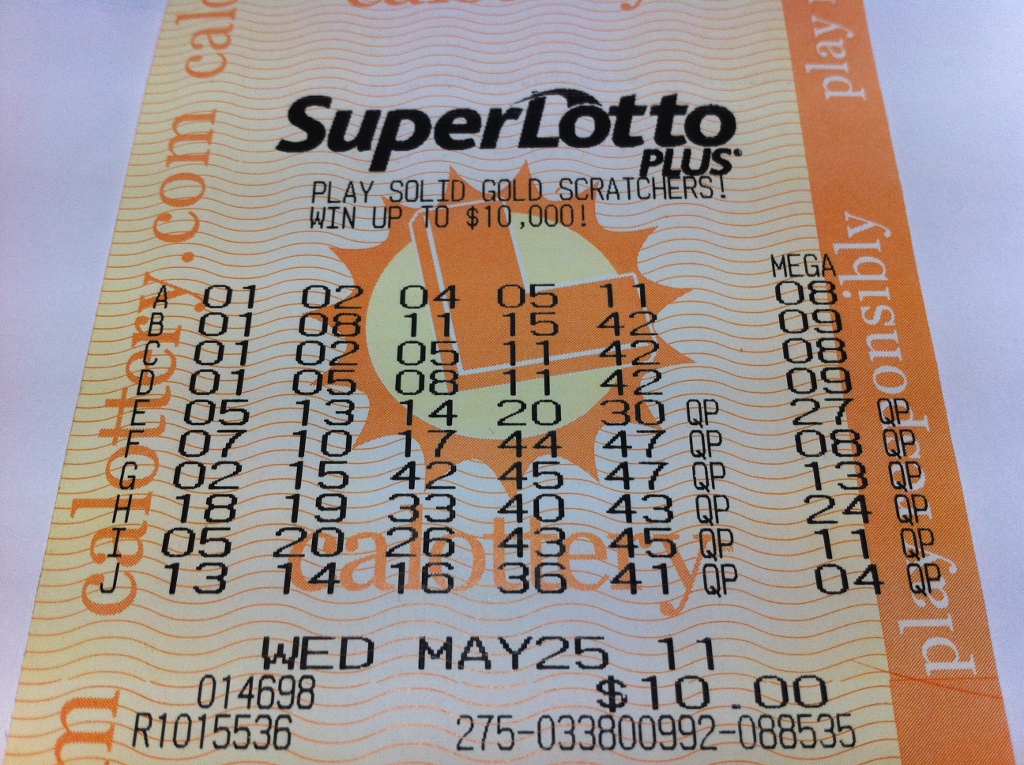 calottery
SuperLotto
PLUS
PLAY SOLID GOLD SCRATCHERS!
WIN UP TO $10,000!
MEGA
A 01 02 04 05 11 08
B 01 08 11 15 42 09
C 01 02 05 11 42 08
D 01 05 08 11 42 09
E 05 13 14 20 30 QP 27 QP
F 07 10 17 44 47 QP 08 QP
G 02 15 42 45 47 QP 13 QP
H 18 19 33 40 43 QP 24 QP
I 05 20 26 43 45 QP 11 QP
J 13 14 16 36 41 QP 04 QP
calottery
WED MAY25 11
014698 $10.00
R1015536 275-033800992-088535
m calottery.com calo
play responsibly play